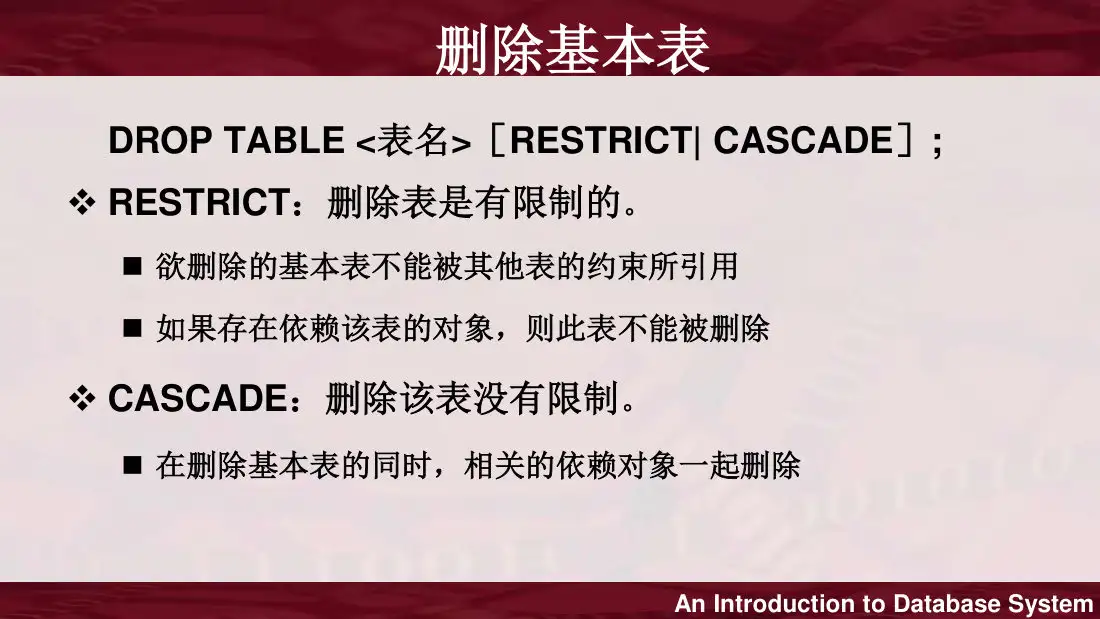 删除基本表
DROP TABLE <表名>［RESTRICT| CASCADE］;
❖ RESTRICT：删除表是有限制的。
■ 欲删除的基本表不能被其他表的约束所引用
■ 如果存在依赖该表的对象，则此表不能被删除
❖ CASCADE：删除该表没有限制。
■ 在删除基本表的同时，相关的依赖对象一起删除
An Introduction to Database System